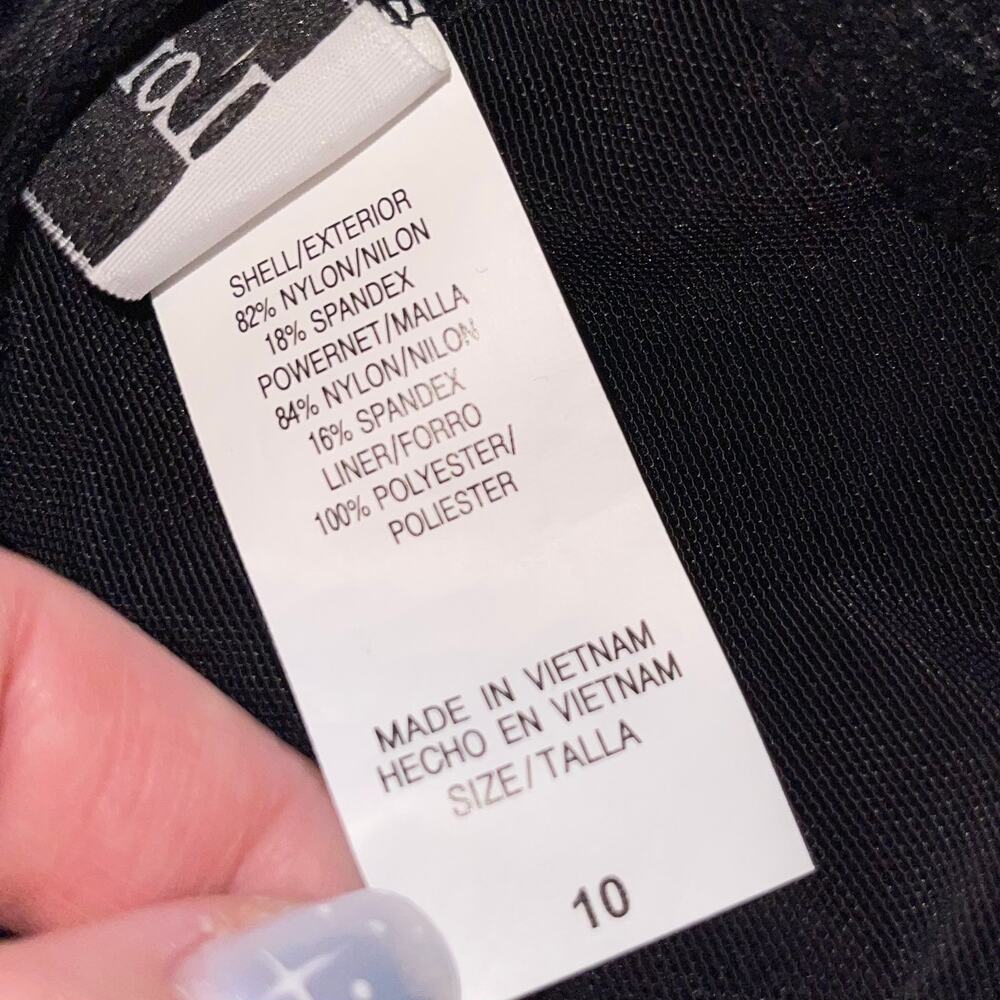 SHELL/EXTERIOR
82% NYLON/NILON
18% SPANDEX
POWERNET/MALLA
84% NYLON/NILON
16% SPANDEX
LINER/FORRO
100% POLYESTER/
POLIESTER
MADE IN VIETNAM
HECHO EN VIETNAM
SIZE/TALLA
10